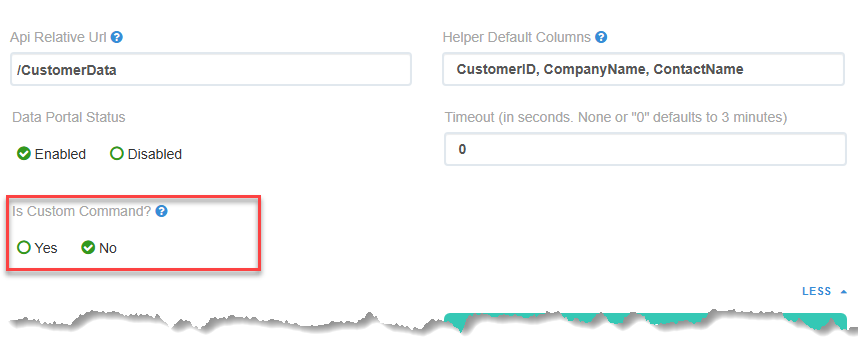 Api Relative Url ?
Helper Default Columns ?
/CustomerData
CustomerID, CompanyName, ContactName
Data Portal Status
Timeout (in seconds. None or "0" defaults to 3 minutes)
Enabled Disabled
0
Is Custom Command? ?
Yes No
LESS